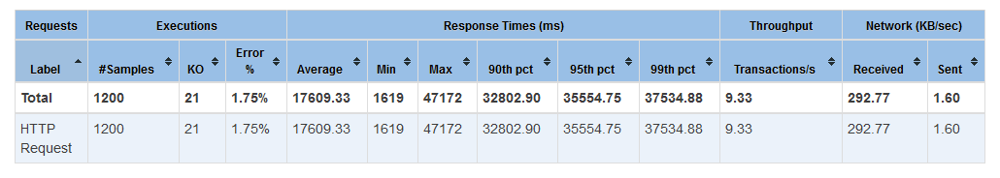 Requests Executions Response Times (ms) Throughput Network (KB/sec)
Label #Samples KO Error % Average Min Max 90th pct 95th pct 99th pct Transactions/s Received Sent
Total 1200 21 1.75% 17609.33 1619 47172 32802.90 35554.75 37534.88 9.33 292.77 1.60
HTTP Request 1200 21 1.75% 17609.33 1619 47172 32802.90 35554.75 37534.88 9.33 292.77 1.60